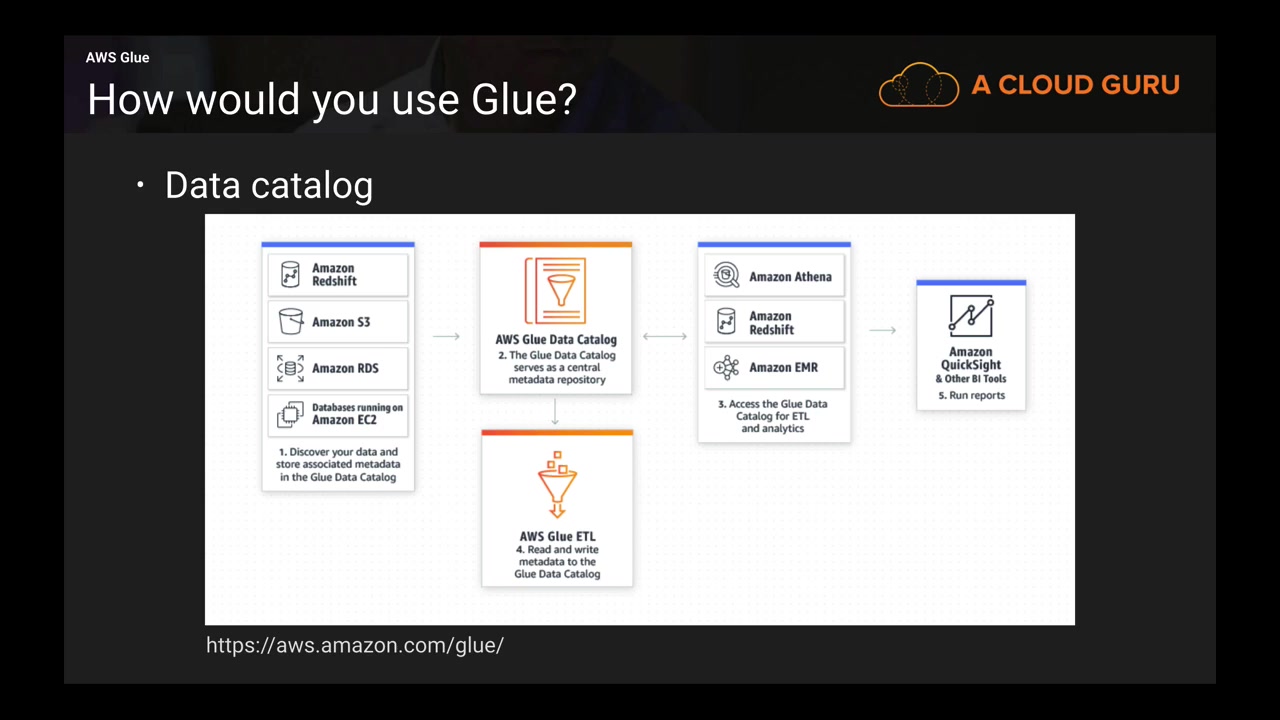 AWS Glue
How would you use Glue?
A CLOUD GURU
• Data catalog
Amazon
Redshift
Amazon S3
Amazon RDS
Databases running on
Amazon EC2
1. Discover your data and
store associated metadata
in the Glue Data Catalog
AWS Glue Data Catalog
2. The Glue Data Catalog
serves as a central
metadata repository
AWS Glue ETL
4. Read and write
metadata to the
Glue Data Catalog
Amazon Athena
Amazon
Redshift
Amazon EMR
3. Access the Glue Data
Catalog for ETL
and analytics
Amazon
QuickSight
& Other BI Tools
5. Run reports
https://aws.amazon.com/glue/